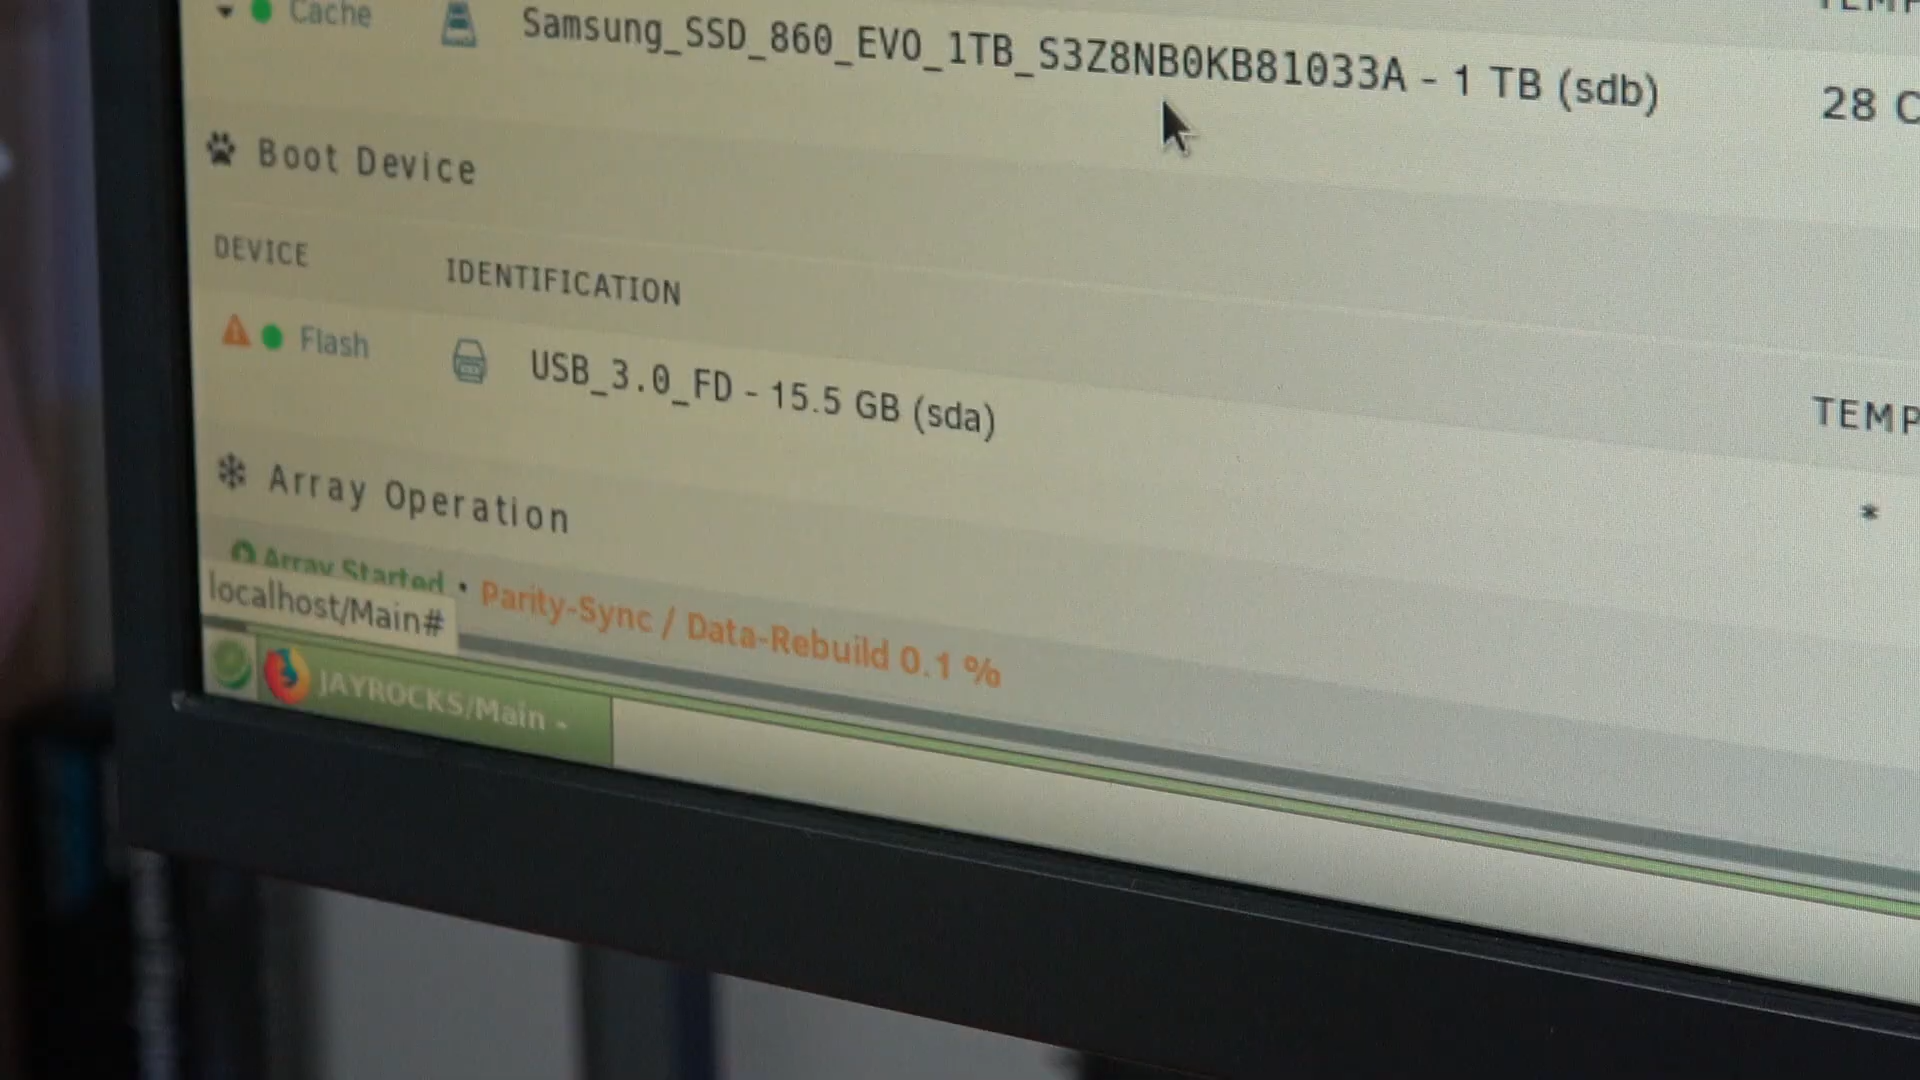 Cache
Samsung_SSD_860_EVO_1TB_S3Z8NB0KB81033A - 1 TB (sdb)
28 C
Boot Device
DEVICE
IDENTIFICATION
TEMP
Flash
USB_3.0_FD - 15.5 GB (sda)
*
Array Operation
Array Started • Parity-Sync / Data-Rebuild 0.1 %
localhost/Main#
JAYROCKS/Main -